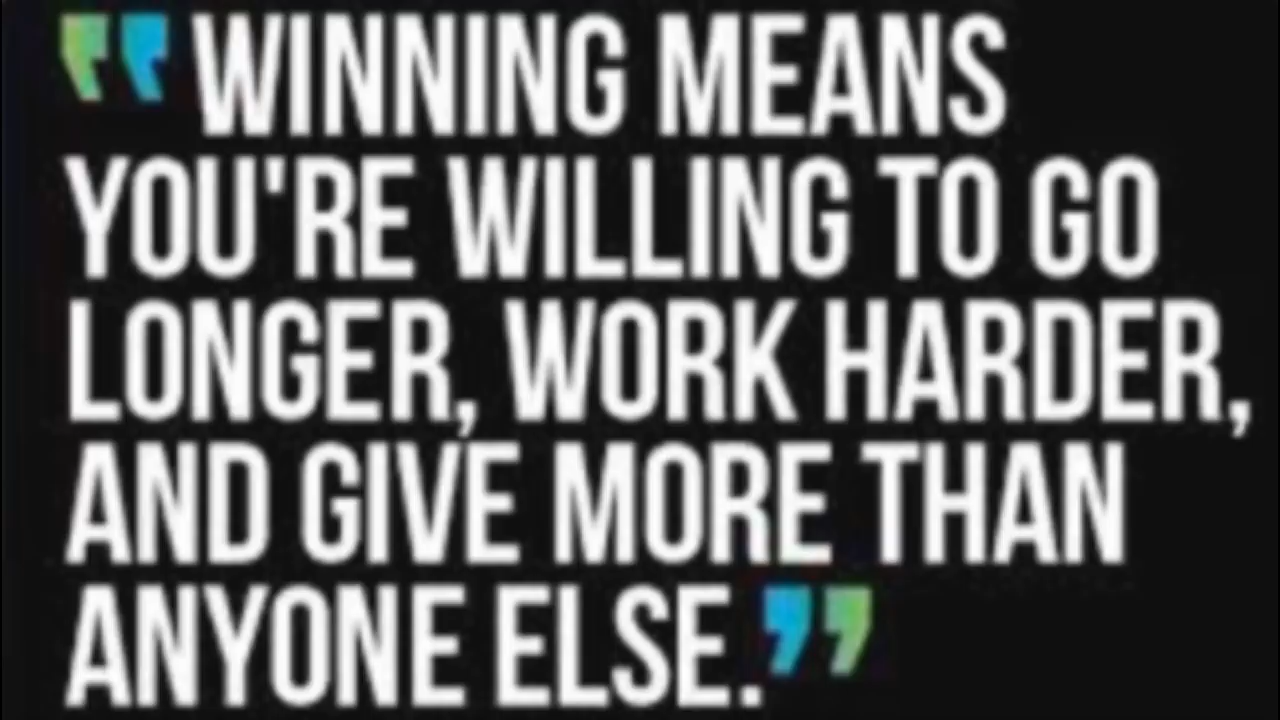 “WINNING MEANS
YOU'RE WILLING TO GO
LONGER, WORK HARDER,
AND GIVE MORE THAN
ANYONE ELSE.”